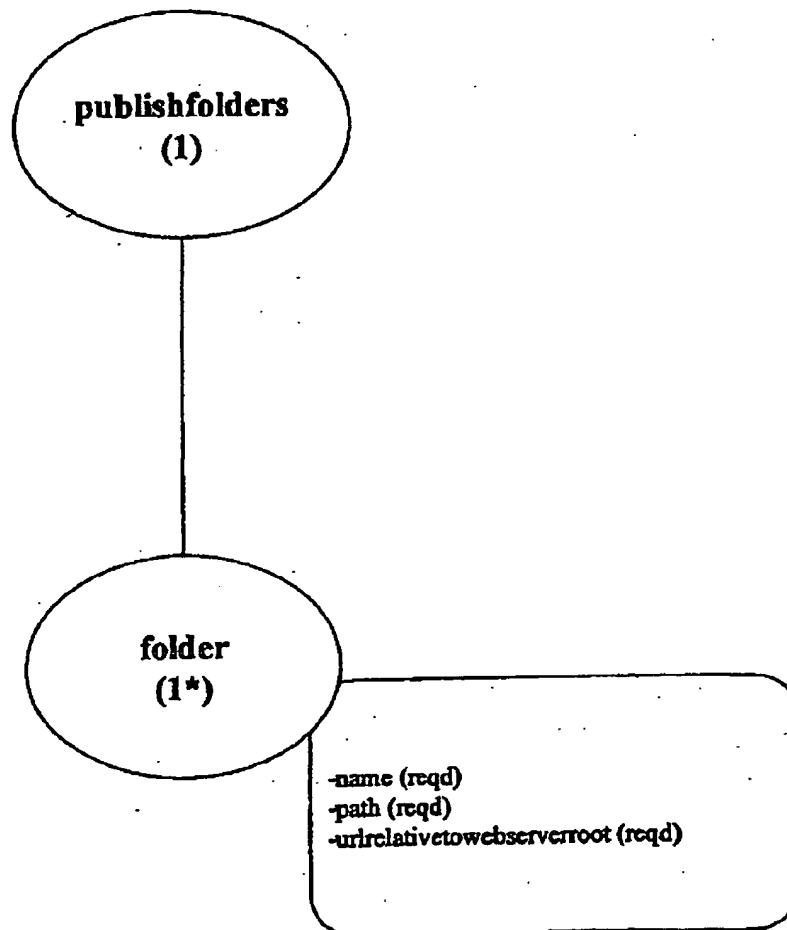 publishfolders
(1)
folder
(1*)
-name (reqd)
-path (reqd)
-urlrelativetowebserverroot (reqd)